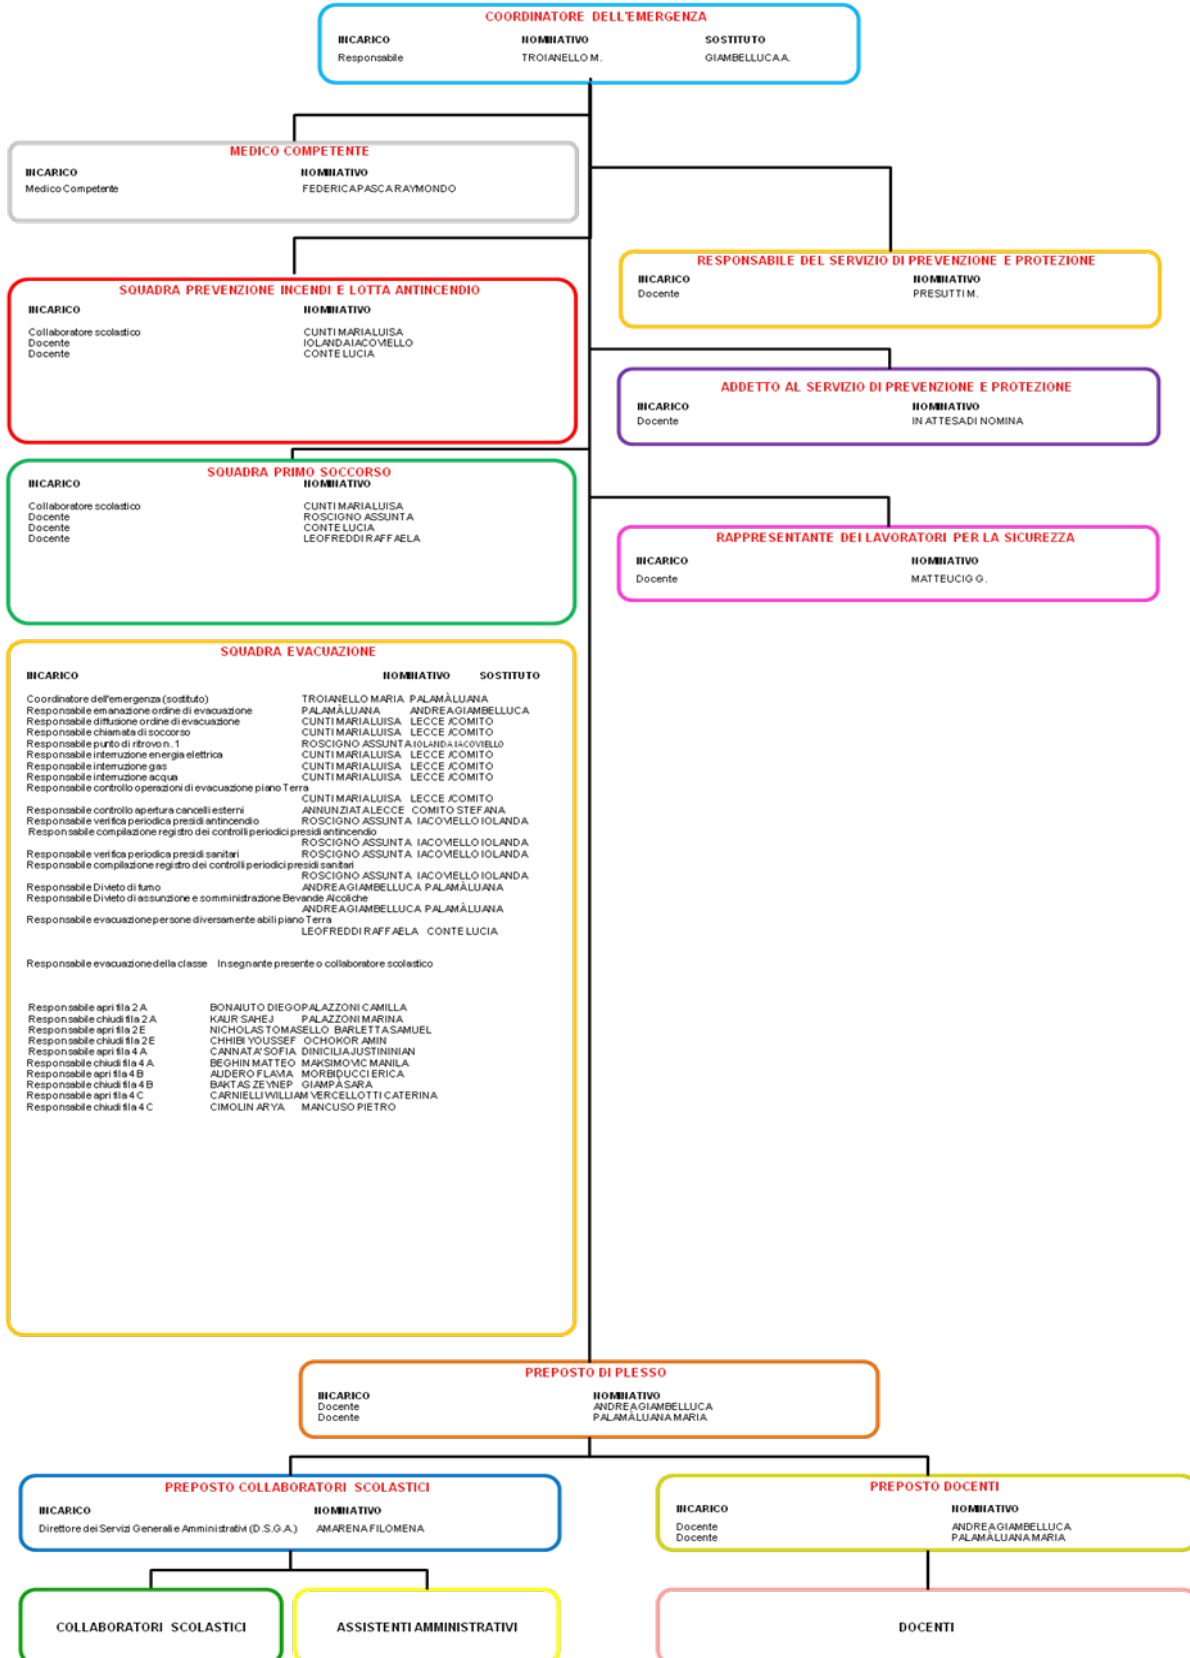 COORDINATORE DELL'EMERGENZA
INCARICO NOMINATIVO SOSTITUTO
Responsabile TROIANELLO M. GIAMBELLUCA A.
MEDICO COMPETENTE
INCARICO NOMINATIVO
Medico Competente FEDERICA PASCA RAYMONDO
RESPONSABILE DEL SERVIZIO DI PREVENZIONE E PROTEZIONE
INCARICO NOMINATIVO
Docente PRESUTTI M.
SQUADRA PREVENZIONE INCENDI E LOTTA ANTINCENDIO
INCARICO NOMINATIVO
Collaboratore scolastico CUNTI MARIA LUISA
Docente IOLANDA IACOVIELLO
Docente CONTE LUCIA
ADDETTO AL SERVIZIO DI PREVENZIONE E PROTEZIONE
INCARICO NOMINATIVO
Docente IN ATTESA DI NOMINA
SQUADRA PRIMO SOCCORSO
INCARICO NOMINATIVO
Collaboratore scolastico CUNTI MARIA LUISA
Docente ROSCIGNO ASSUNTA
Docente CONTE LUCIA
Docente LEOFREDDI RAFFAELA
RAPPRESENTANTE DEI LAVORATORI PER LA SICUREZZA
INCARICO NOMINATIVO
Docente MATTEUCIG G.
SQUADRA EVACUAZIONE
INCARICO NOMINATIVO SOSTITUTO
Coordinatore dell'emergenza (sostituto) TROIANELLO MARIA PALAMÀ LUANA
Responsabile emanazione ordine di evacuazione PALAMÀ LUANA ANDREA GIAMBELLUCA
Responsabile diffusione ordine di evacuazione CUNTI MARIA LUISA LECCE /COMITO
Responsabile chiamata di soccorso CUNTI MARIA LUISA LECCE /COMITO
Responsabile punto di ritrovo n. 1 ROSCIGNO ASSUNTA IOLANDA IACOVIELLO
Responsabile interruzione energia elettrica CUNTI MARIA LUISA LECCE /COMITO
Responsabile interruzione gas CUNTI MARIA LUISA LECCE /COMITO
Responsabile interruzione acqua CUNTI MARIA LUISA LECCE /COMITO
Responsabile controllo operazioni di evacuazione piano Terra
CUNTI MARIA LUISA LECCE /COMITO
Responsabile controllo apertura cancelli esterni ANNUNZIATA LECCE COMITO STEFANA
Responsabile verifica periodica presidi antincendio ROSCIGNO ASSUNTA IACOVIELLO IOLANDA
Responsabile compilazione registro dei controlli periodici presidi antincendio
ROSCIGNO ASSUNTA IACOVIELLO IOLANDA
Responsabile verifica periodica presidi sanitari ROSCIGNO ASSUNTA IACOVIELLO IOLANDA
Responsabile compilazione registro dei controlli periodici presidi sanitari
ROSCIGNO ASSUNTA IACOVIELLO IOLANDA
Responsabile Divieto di fumo ANDREA GIAMBELLUCA PALAMÀ LUANA
Responsabile Divieto di assunzione e somministrazione Bevande Alcoliche
ANDREA GIAMBELLUCA PALAMÀ LUANA
Responsabile evacuazione persone diversamente abili piano Terra
LEOFREDDI RAFFAELA CONTE LUCIA
Responsabile evacuazione della classe Insegnante presente o collaboratore scolastico
Responsabile apri fila 2 A BONAIUTO DIEGO PALAZZONI CAMILLA
Responsabile chiudi fila 2 A KAUR SAHEJ PALAZZONI MARINA
Responsabile apri fila 2 E NICHOLAS TOMASELLO BARLETTA SAMUEL
Responsabile chiudi fila 2 E CHHIBI YOUSSEF OCHOKOR AMIN
Responsabile apri fila 4 A CANNATA' SOFIA DINICILIA JUSTININIAN
Responsabile chiudi fila 4 A BEGHIN MATTEO MAKSIMOVIC MANILA
Responsabile apri fila 4 B AUDERO FLAVIA MORBIDUCCI ERICA
Responsabile chiudi fila 4 B BAKTAS ZEYNEP GIAMPÀ SARA
Responsabile apri fila 4 C CARNIELLI WILLIAM VERCELLOTTI CATERINA
Responsabile chiudi fila 4 C CIMOLIN ARYA MANCUSO PIETRO
PREPOSTO DI PLESSO
INCARICO NOMINATIVO
Docente ANDREA GIAMBELLUCA
Docente PALAMÀ LUANA MARIA
PREPOSTO COLLABORATORI SCOLASTICI
INCARICO NOMINATIVO
Direttore dei Servizi Generali e Amministrativi (D.S.G.A.) AMARENA FILOMENA
PREPOSTO DOCENTI
INCARICO NOMINATIVO
Docente ANDREA GIAMBELLUCA
Docente PALAMÀ LUANA MARIA
COLLABORATORI SCOLASTICI
ASSISTENTI AMMINISTRATIVI
DOCENTI